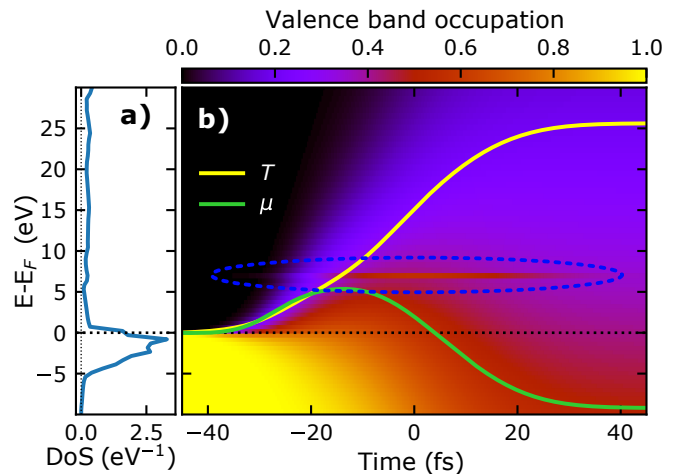 Valence band occupation
0.0 0.2 0.4 0.6 0.8 1.0
a) b)
T
μ
E-E_F (eV)
25
20
15
10
5
0
−5
0.0 2.5
DoS (eV⁻¹)
−40 −20 0 20 40
Time (fs)